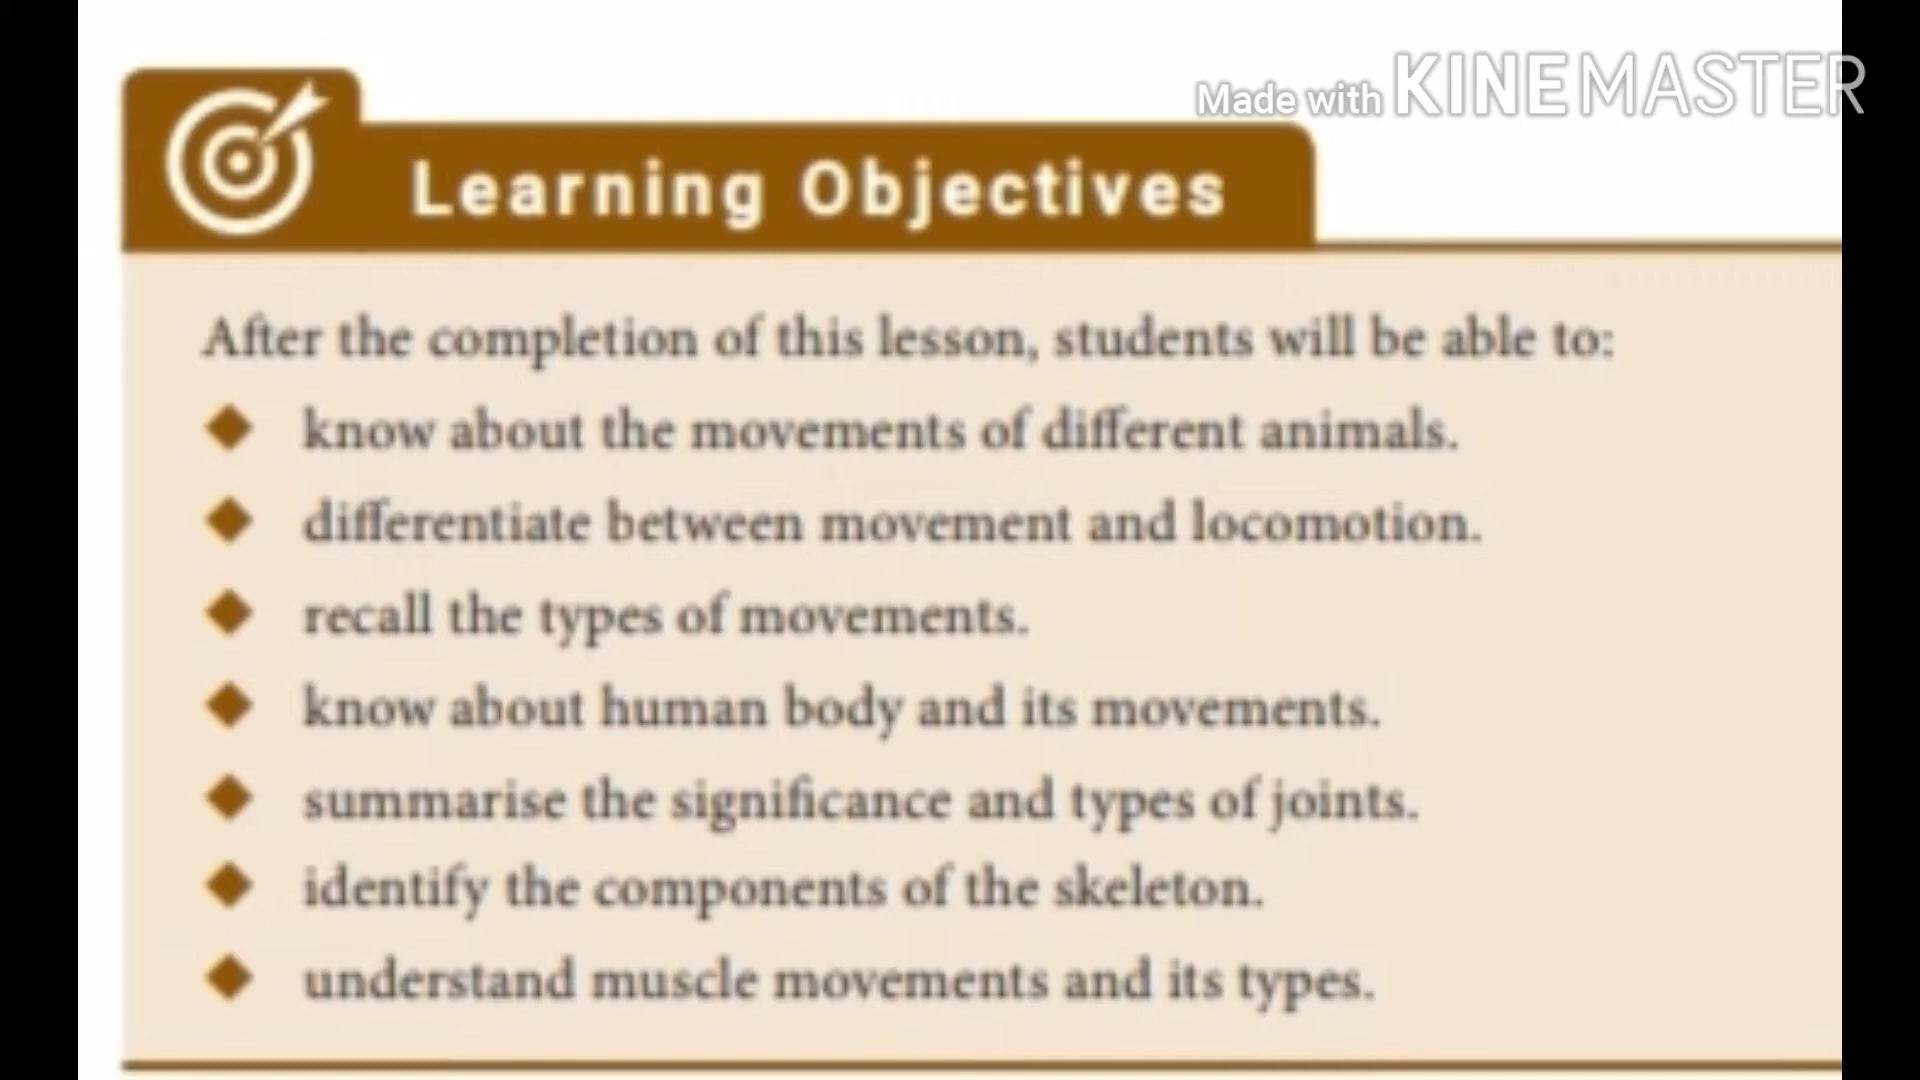 Made with KINEMASTER
Learning Objectives
After the completion of this lesson, students will be able to:
know about the movements of different animals.
differentiate between movement and locomotion.
recall the types of movements.
know about human body and its movements.
summarise the significance and types of joints.
identify the components of the skeleton.
understand muscle movements and its types.